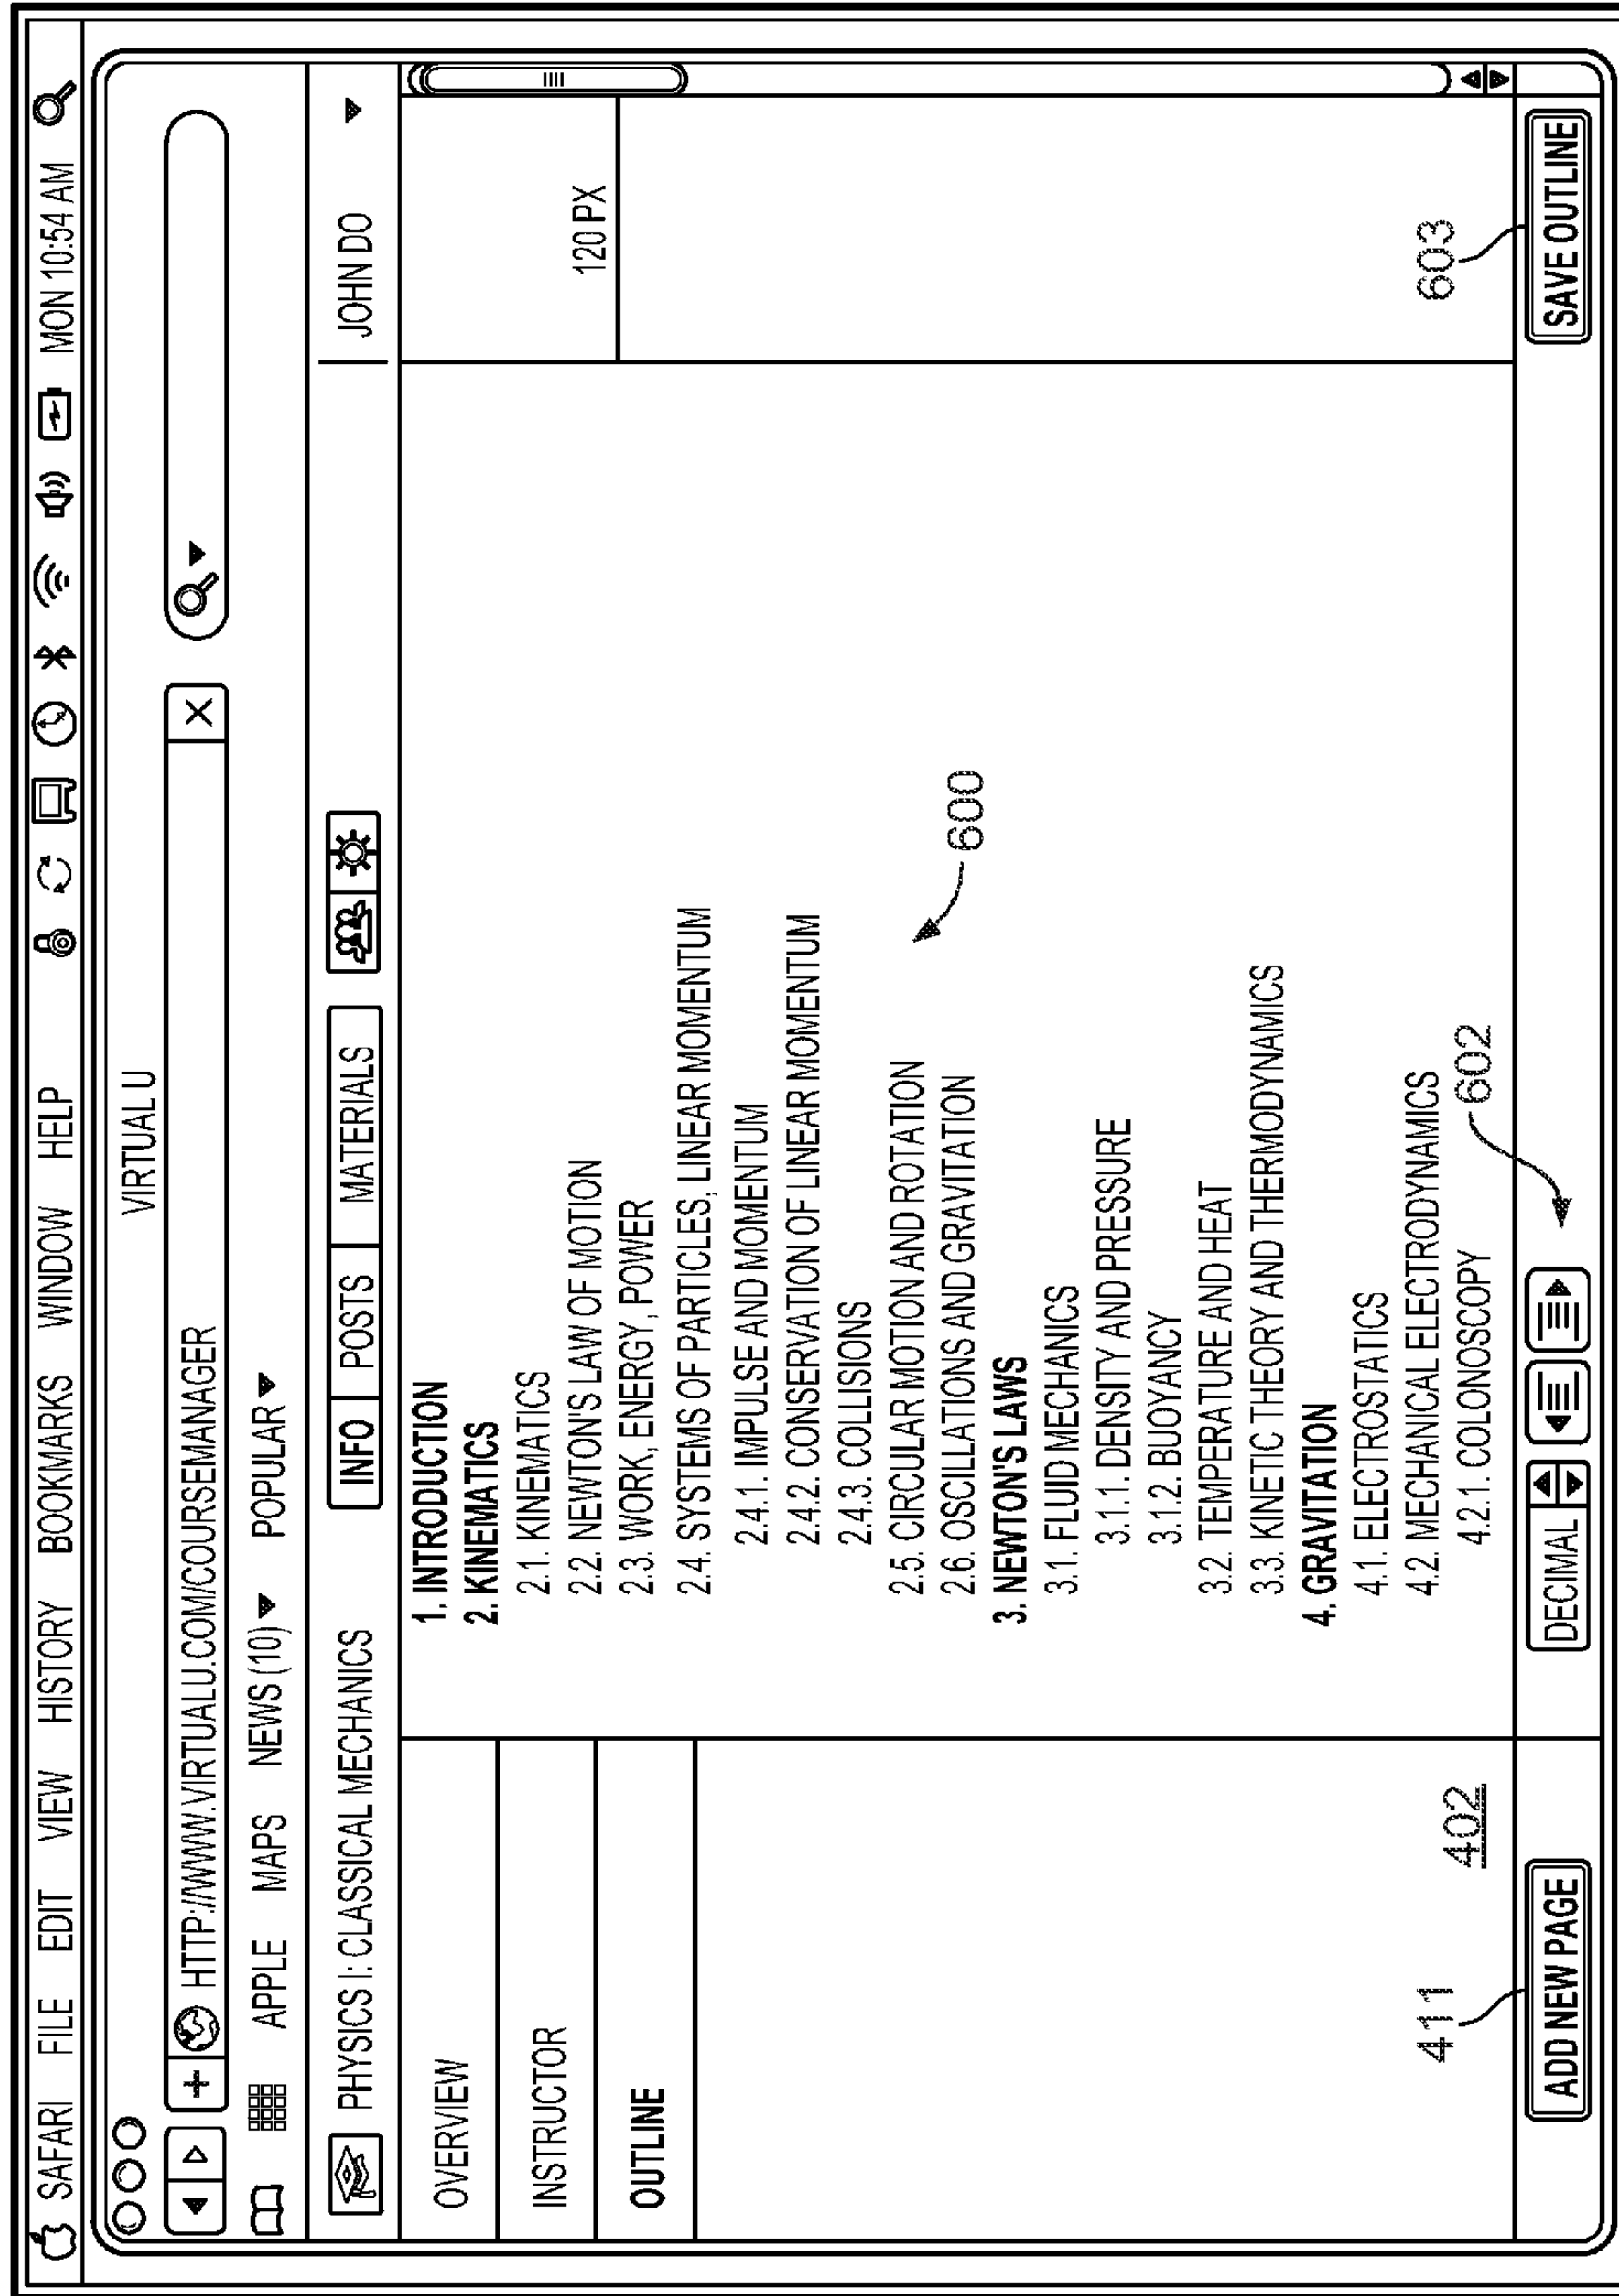 SAFARI FILE EDIT VIEW HISTORY BOOKMARKS WINDOW HELP MON 10:54 AM
VIRTUAL U
+ HTTP://WWW.VIRTUALU.COM/COURSEMANAGER X
APPLE MAPS NEWS (10) POPULAR
PHYSICS I: CLASSICAL MECHANICS INFO POSTS MATERIALS JOHN DO
OVERVIEW
INSTRUCTOR
OUTLINE
1. INTRODUCTION
2. KINEMATICS
2.1. KINEMATICS
2.2. NEWTON'S LAW OF MOTION
2.3. WORK, ENERGY, POWER
2.4. SYSTEMS OF PARTICLES, LINEAR MOMENTUM
2.4.1. IMPULSE AND MOMENTUM
2.4.2. CONSERVATION OF LINEAR MOMENTUM
2.4.3. COLLISIONS
2.5. CIRCULAR MOTION AND ROTATION
2.6. OSCILLATIONS AND GRAVITATION
3. NEWTON'S LAWS
3.1. FLUID MECHANICS
3.1.1. DENSITY AND PRESSURE
3.1.2. BUOYANCY
3.2. TEMPERATURE AND HEAT
3.3. KINETIC THEORY AND THERMODYNAMICS
4. GRAVITATION
4.1. ELECTROSTATICS
4.2. MECHANICAL ELECTRODYNAMICS
4.2.1. COLONOSCOPY
120 PX
600
602
603
411
402
ADD NEW PAGE DECIMAL SAVE OUTLINE